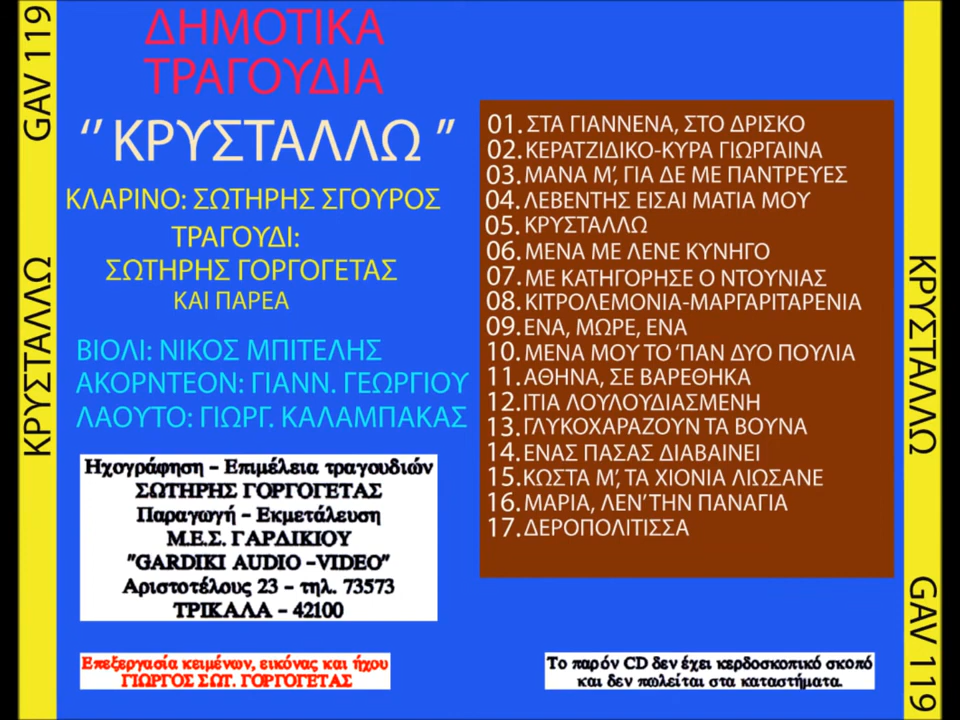 GAV 119
ΚΡΥΣΤΑΛΛΩ
ΔΗΜΟΤΙΚΑ
ΤΡΑΓΟΥΔΙΑ
‘‘ ΚΡΥΣΤΑΛΛΩ ’’
ΚΛΑΡΙΝΟ: ΣΩΤΗΡΗΣ ΣΓΟΥΡΟΣ
ΤΡΑΓΟΥΔΙ:
ΣΩΤΗΡΗΣ ΓΟΡΓΟΓΕΤΑΣ
ΚΑΙ ΠΑΡΕΑ
ΒΙΟΛΙ: ΝΙΚΟΣ ΜΠΙΤΕΛΗΣ
ΑΚΟΡΝΤΕΟΝ: ΓΙΑΝΝ. ΓΕΩΡΓΙΟΥ
ΛΑΟΥΤΟ: ΓΙΩΡΓ. ΚΑΛΑΜΠΑΚΑΣ
Ηχογράφηση – Επιμέλεια τραγουδιών
ΣΩΤΗΡΗΣ ΓΟΡΓΟΓΕΤΑΣ
Παραγωγή – Εκμετάλευση
Μ.Ε.Σ. ΓΑΡΔΙΚΙΟΥ
"GARDIKI AUDIO –VIDEO"
Αριστοτέλους 23 – τηλ. 73573
ΤΡΙΚΑΛΑ – 42100
Επεξεργασία κειμένων, εικόνας και ήχου
ΓΙΩΡΓΟΣ ΣΩΤ. ΓΟΡΓΟΓΕΤΑΣ
01. ΣΤΑ ΓΙΑΝΝΕΝΑ, ΣΤΟ ΔΡΙΣΚΟ
02. ΚΕΡΑΤΖΙΔΙΚΟ-ΚΥΡΑ ΓΙΩΡΓΑΙΝΑ
03. ΜΑΝΑ Μ’, ΓΙΑ ΔΕ ΜΕ ΠΑΝΤΡΕΥΕΣ
04. ΛΕΒΕΝΤΗΣ ΕΙΣΑΙ ΜΑΤΙΑ ΜΟΥ
05. ΚΡΥΣΤΑΛΛΩ
06. ΜΕΝΑ ΜΕ ΛΕΝΕ ΚΥΝΗΓΟ
07. ΜΕ ΚΑΤΗΓΟΡΗΣΕ Ο ΝΤΟΥΝΙΑΣ
08. ΚΙΤΡΟΛΕΜΟΝΙΑ-ΜΑΡΓΑΡΙΤΑΡΕΝΙΑ
09. ΕΝΑ, ΜΩΡΕ, ΕΝΑ
10. ΜΕΝΑ ΜΟΥ ΤΟ ‘ΠΑΝ ΔΥΟ ΠΟΥΛΙΑ
11. ΑΘΗΝΑ, ΣΕ ΒΑΡΕΘΗΚΑ
12. ΙΤΙΑ ΛΟΥΛΟΥΔΙΑΣΜΕΝΗ
13. ΓΛΥΚΟΧΑΡΑΖΟΥΝ ΤΑ ΒΟΥΝΑ
14. ΕΝΑΣ ΠΑΣΑΣ ΔΙΑΒΑΙΝΕΙ
15. ΚΩΣΤΑ Μ’, ΤΑ ΧΙΟΝΙΑ ΛΙΩΣΑΝΕ
16. ΜΑΡΙΑ, ΛΕΝ’ ΤΗΝ ΠΑΝΑΓΙΑ
17. ΔΕΡΟΠΟΛΙΤΙΣΣΑ
Το παρόν CD δεν έχει κερδοσκοπικό σκοπό
και δεν πωλείται στα καταστήματα.
ΚΡΥΣΤΑΛΛΩ
GAV 119